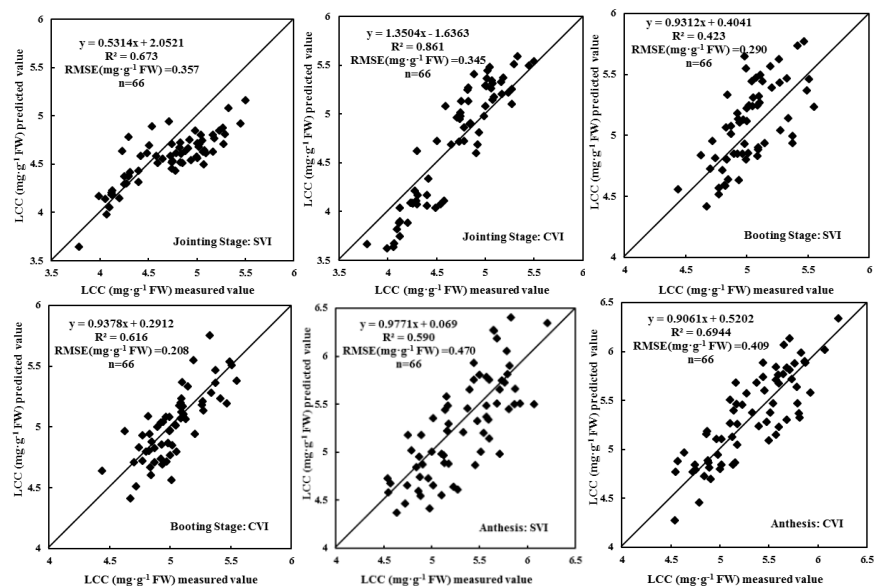 y = 0.5314x + 2.0521
R² = 0.673
RMSE(mg·g⁻¹ FW) =0.357
n=66
LCC (mg·g⁻¹ FW) predicted value
6
5.5
5
4.5
4
3.5
3.5 4 4.5 5 5.5 6
Jointing Stage: SVI
LCC (mg·g⁻¹ FW) measured value
y = 1.3504x - 1.6363
R² = 0.861
RMSE(mg·g⁻¹ FW) =0.345
n=66
LCC (mg·g⁻¹ FW) predicted value
6
5.5
5
4.5
4
3.5
3.5 4 4.5 5 5.5 6
Jointing Stage: CVI
LCC (mg·g⁻¹ FW) measured value
y = 0.9312x + 0.4041
R² = 0.423
RMSE(mg·g⁻¹ FW) =0.290
n=66
LCC (mg·g⁻¹ FW) predicted value
6
5.5
5
4.5
4
4 4.5 5 5.5 6
Booting Stage: SVI
LCC (mg·g⁻¹ FW) measured value
y = 0.9378x + 0.2912
R² = 0.616
RMSE(mg·g⁻¹ FW) =0.208
n=66
LCC (mg·g⁻¹ FW) predicted value
6
5.5
5
4.5
4
4 4.5 5 5.5 6
Booting Stage: CVI
LCC (mg·g⁻¹ FW) measured value
y = 0.9771x + 0.069
R² = 0.590
RMSE(mg·g⁻¹ FW) =0.470
n=66
LCC (mg·g⁻¹ FW) predicted value
6.5
6
5.5
5
4.5
4
4 4.5 5 5.5 6 6.5
Anthesis: SVI
LCC (mg·g⁻¹ FW) measured value
y = 0.9061x + 0.5202
R² = 0.6944
RMSE(mg·g⁻¹ FW) =0.409
n=66
LCC (mg·g⁻¹ FW) predicted value
6.5
6
5.5
5
4.5
4
4 4.5 5 5.5 6 6.5
Anthesis: CVI
LCC (mg·g⁻¹ FW) measured value